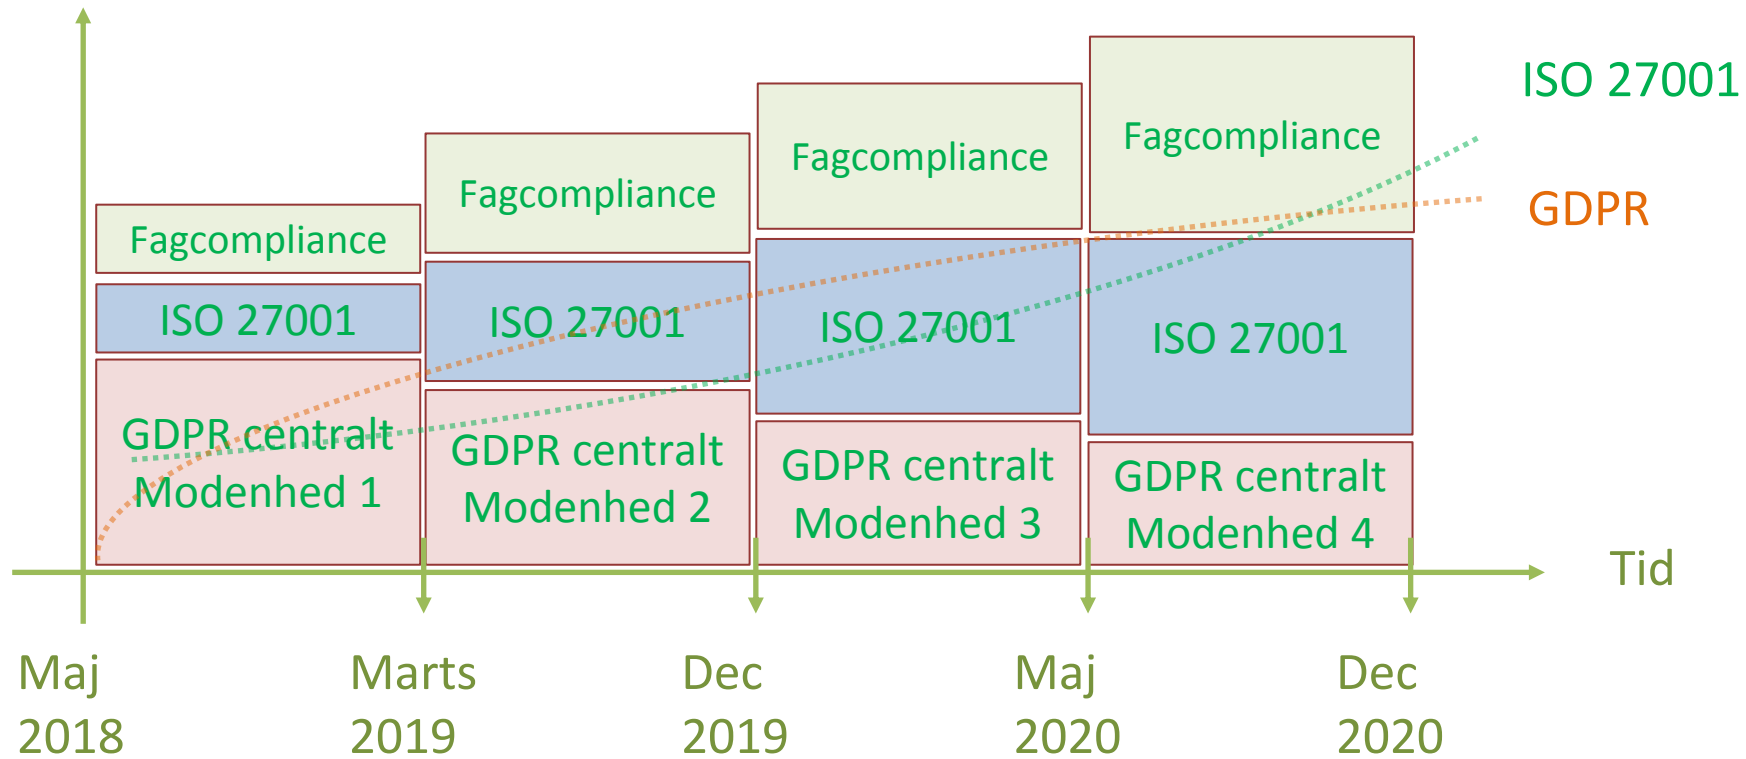 ISO 27001
GDPR
Fagcompliance
ISO 27001
GDPR centralt
Modenhed 1
Fagcompliance
ISO 27001
GDPR centralt
Modenhed 2
Fagcompliance
ISO 27001
GDPR centralt
Modenhed 3
Fagcompliance
ISO 27001
GDPR centralt
Modenhed 4
Tid
Maj
2018
Marts
2019
Dec
2019
Maj
2020
Dec
2020